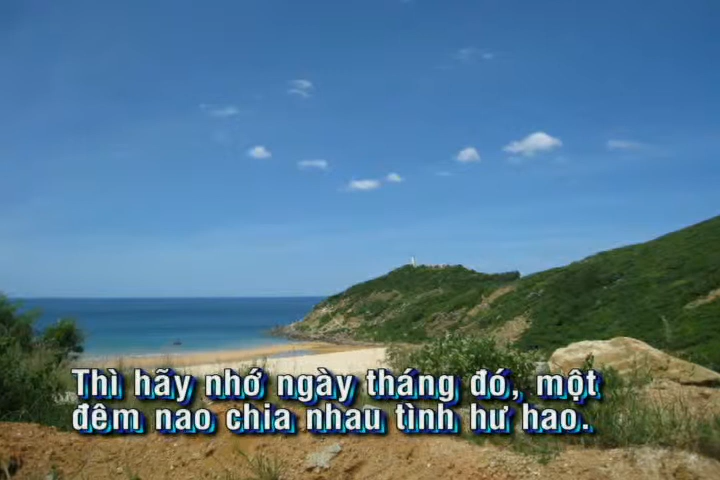 Thì hãy nhớ ngày tháng đó, một
đêm nao chia nhau tình hư hao.